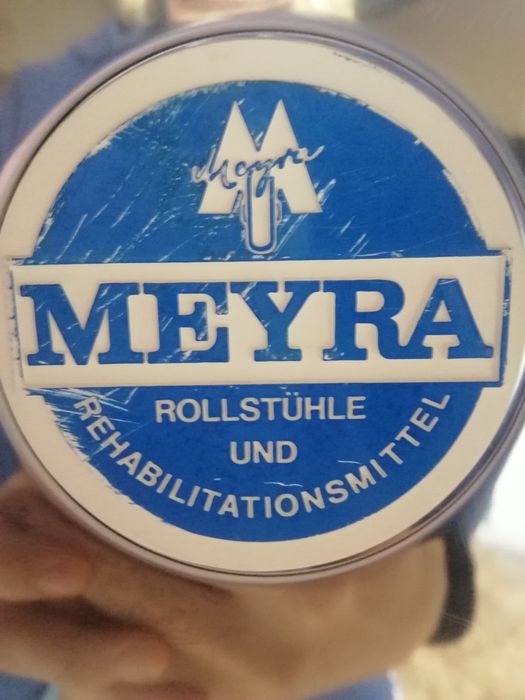 Meyra
MEYRA
ROLLSTÜHLE
UND
REHABILITATIONSMITTEL